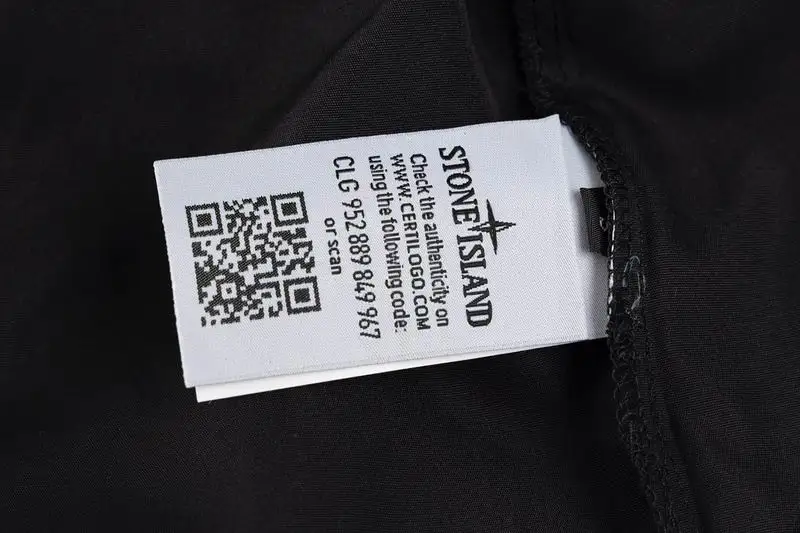 STONE ISLAND
Check the authenticity on
WWW.CERTILOGO.COM
using the following code:
CLG 952 889 849 967
or scan